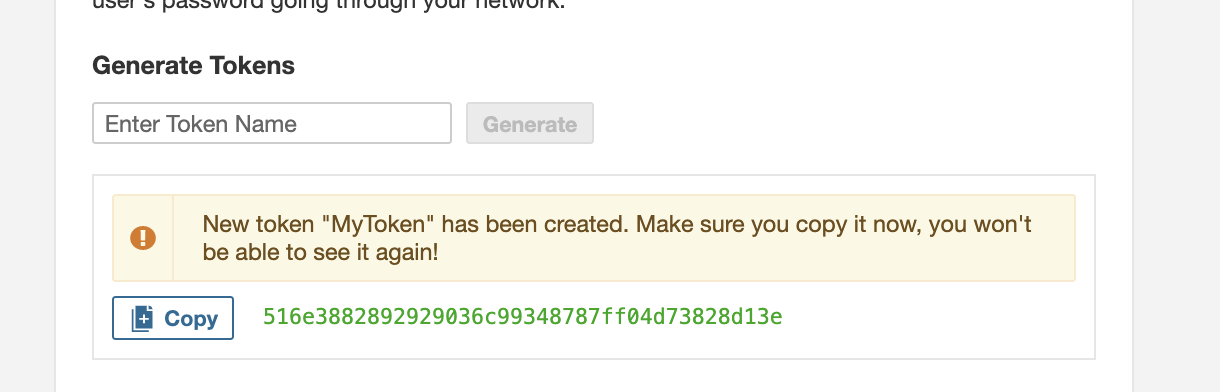 user's password going through your network.
Generate Tokens
Enter Token Name
Generate
New token "MyToken" has been created. Make sure you copy it now, you won't
be able to see it again!
Copy 516e3882892929036c99348787ff04d73828d13e